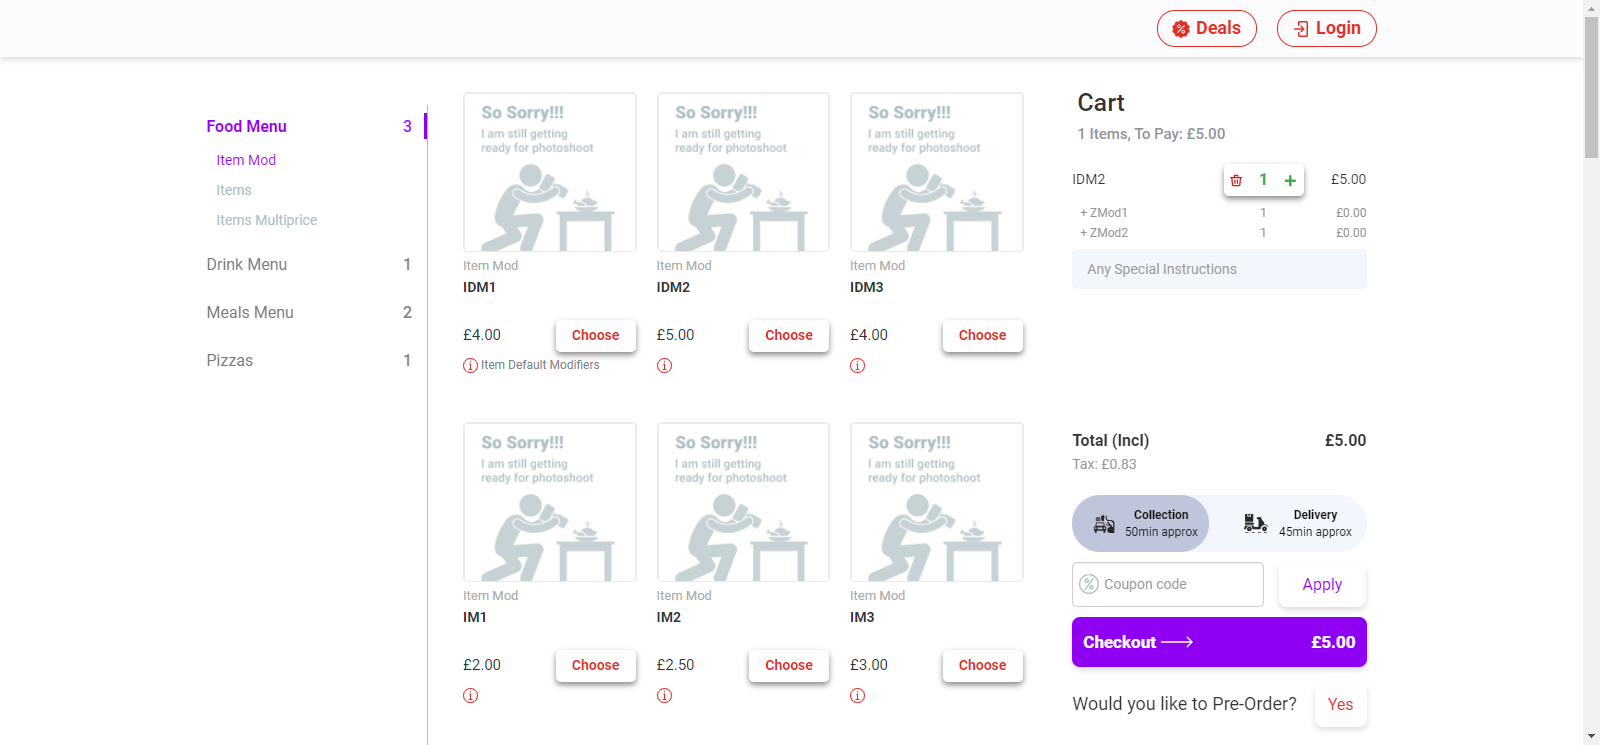 Deals
Login
Food Menu 3
Item Mod
Items
Items Multiprice
Drink Menu 1
Meals Menu 2
Pizzas 1
So Sorry!!!
I am still getting
ready for photoshoot
Item Mod
IDM1
£4.00 Choose
Item Default Modifiers
So Sorry!!!
I am still getting
ready for photoshoot
Item Mod
IDM2
£5.00 Choose
So Sorry!!!
I am still getting
ready for photoshoot
Item Mod
IDM3
£4.00 Choose
So Sorry!!!
I am still getting
ready for photoshoot
Item Mod
IM1
£2.00 Choose
So Sorry!!!
I am still getting
ready for photoshoot
Item Mod
IM2
£2.50 Choose
So Sorry!!!
I am still getting
ready for photoshoot
Item Mod
IM3
£3.00 Choose
Cart
1 Items, To Pay: £5.00
IDM2 1 + £5.00
+ ZMod1 1 £0.00
+ ZMod2 1 £0.00
Any Special Instructions
Total (Incl) £5.00
Tax: £0.83
Collection
50min approx
Delivery
45min approx
Coupon code
Apply
Checkout £5.00
Would you like to Pre-Order? Yes